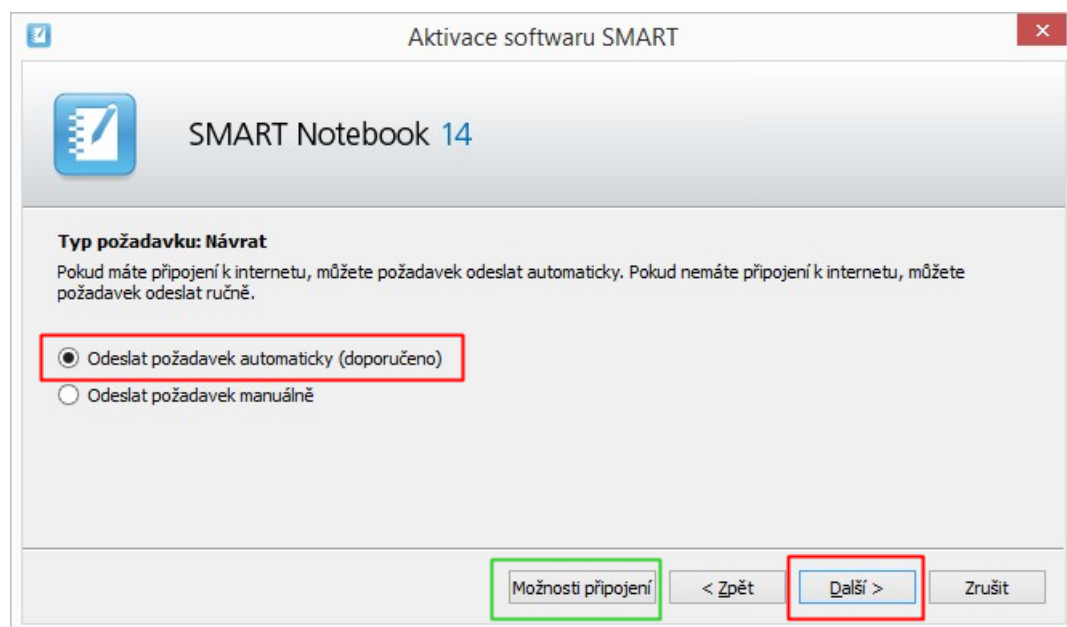 Aktivace softwaru SMART
SMART Notebook 14
Typ požadavku: Návrat
Pokud máte připojení k internetu, můžete požadavek odeslat automaticky. Pokud nemáte připojení k internetu, můžete
požadavek odeslat ručně.
Odeslat požadavek automaticky (doporučeno)
Odeslat požadavek manuálně
Možnosti připojení < Zpět Další > Zrušit